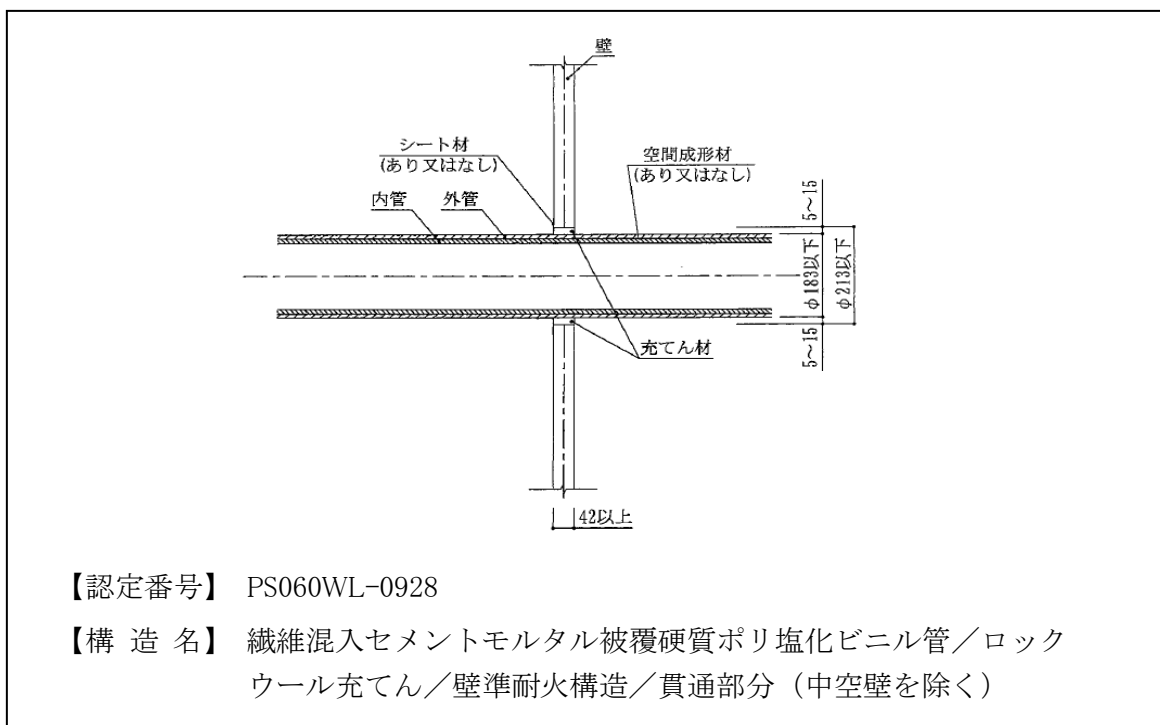 壁
シート材
(あり又はなし)
空間成形材
(あり又はなし)
内管
外管
5～15
φ183以下
φ213以下
5～15
充てん材
42以上
【認定番号】 PS060WL-0928
【構 造 名】 繊維混入セメントモルタル被覆硬質ポリ塩化ビニル管／ロック
ウール充てん／壁準耐火構造／貫通部分（中空壁を除く）